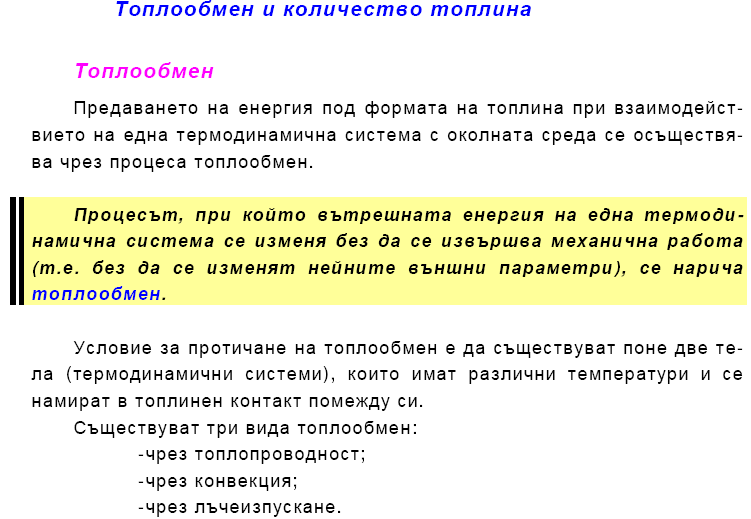 Топлообмен и количество топлина
Топлообмен
Предаването на енергия под формата на топлина при взаимодейст-
вието на една термодинамична система с околната среда се осъществя-
ва чрез процеса топлообмен.
Процесът, при който вътрешната енергия на една термоди-
намична система се изменя без да се извършва механична работа
(т.е. без да се изменят нейните външни параметри), се нарича
топлообмен.
Условие за протичане на топлообмен е да съществуват поне две те-
ла (термодинамични системи), които имат различни температури и се
намират в топлинен контакт помежду си.
Съществуват три вида топлообмен:
-чрез топлопроводност;
-чрез конвекция;
-чрез лъчеизпускане.